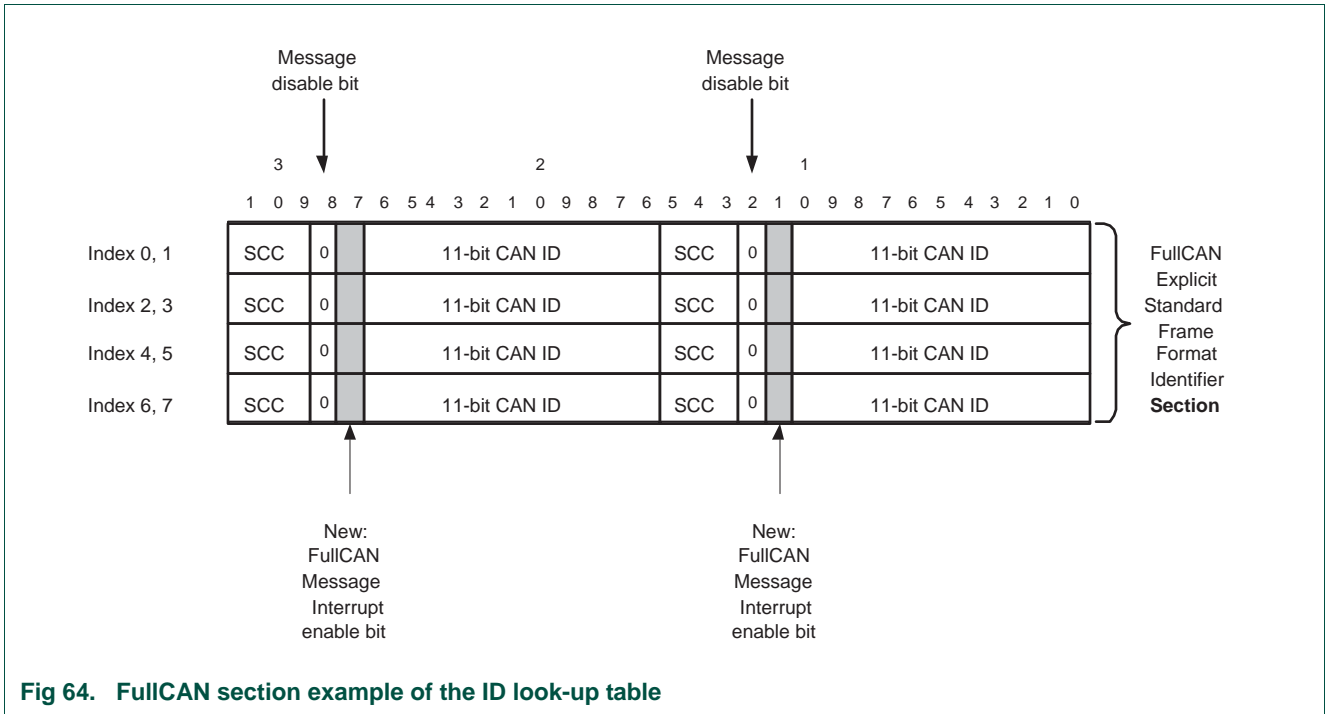 Message
disable bit
Message
disable bit
3 2 1
1 0 9 8 7 6 5 4 3 2 1 0 9 8 7 6 5 4 3 2 1 0 9 8 7 6 5 4 3 2 1 0
Index 0, 1 SCC 0 11-bit CAN ID SCC 0 11-bit CAN ID
Index 2, 3 SCC 0 11-bit CAN ID SCC 0 11-bit CAN ID
Index 4, 5 SCC 0 11-bit CAN ID SCC 0 11-bit CAN ID
Index 6, 7 SCC 0 11-bit CAN ID SCC 0 11-bit CAN ID
FullCAN
Explicit
Standard
Frame
Format
Identifier
Section
New:
FullCAN
Message
Interrupt
enable bit
New:
FullCAN
Message
Interrupt
enable bit
Fig 64. FullCAN section example of the ID look-up table